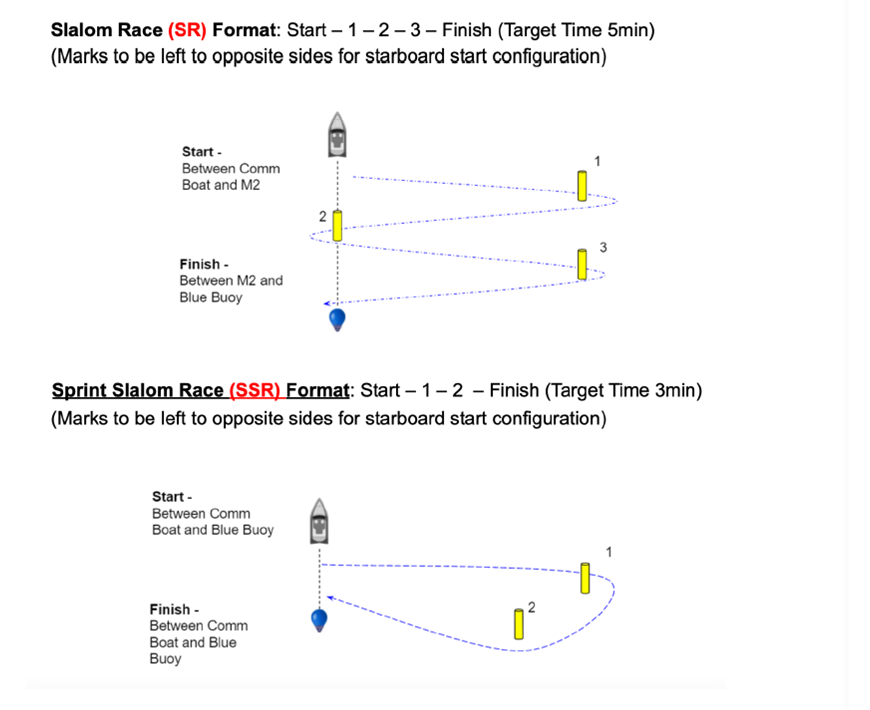 Slalom Race (SR) Format: Start – 1 – 2 – 3 – Finish (Target Time 5min)
(Marks to be left to opposite sides for starboard start configuration)
Start -
Between Comm
Boat and M2
1
2
3
Finish -
Between M2 and
Blue Buoy
Sprint Slalom Race (SSR) Format: Start – 1 – 2 – Finish (Target Time 3min)
(Marks to be left to opposite sides for starboard start configuration)
Start -
Between Comm
Boat and Blue Buoy
1
2
Finish -
Between Comm
Boat and Blue
Buoy